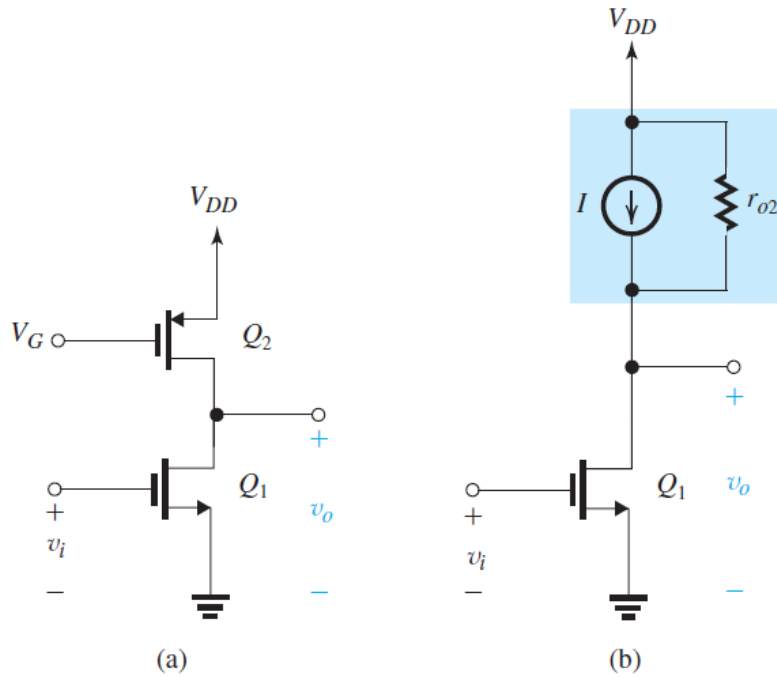 V_DD
V_G
Q_2
+
Q_1
+
v_i
v_o
−
−
(a)
V_DD
I
r_o2
+
Q_1
v_o
+
v_i
−
−
(b)